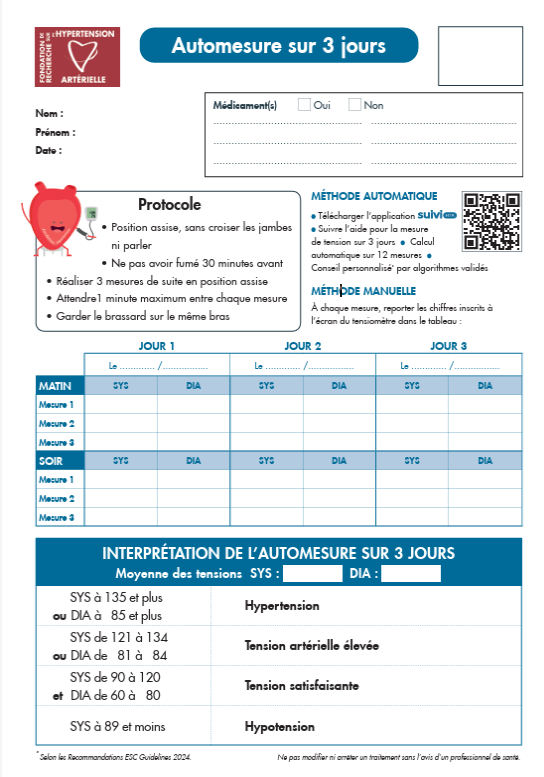 FONDATION DE
RECHERCHE SUR
L'HYPERTENSION
ARTÉRIELLE
Automesure sur 3 jours
Médicament(s) Oui Non
Nom :
Prénom :
Date :
Protocole
• Position assise, sans croiser les jambes
ni parler
• Ne pas avoir fumé 30 minutes avant
• Réaliser 3 mesures de suite en position assise
• Attendre1 minute maximum entre chaque mesure
• Garder le brassard sur le même bras
MÉTHODE AUTOMATIQUE
• Télécharger l'application suivi
• Suivre l'aide pour la mesure
de tension sur 3 jours • Calcul
automatique sur 12 mesures •
Conseil personnalisé* par algorithmes validés
MÉTHODE MANUELLE
À chaque mesure, reporter les chiffres inscrits à
l'écran du tensiomètre dans le tableau :
JOUR 1 JOUR 2 JOUR 3
Le ............. /................. Le ............. /................. Le ............. /.................
MATIN SYS DIA SYS DIA SYS DIA
Mesure 1
Mesure 2
Mesure 3
SOIR SYS DIA SYS DIA SYS DIA
Mesure 1
Mesure 2
Mesure 3
INTERPRÉTATION DE L'AUTOMESURE SUR 3 JOURS
Moyenne des tensions SYS : DIA :
SYS à 135 et plus
ou DIA à 85 et plus
Hypertension
SYS de 121 à 134
ou DIA de 81 à 84
Tension artérielle élevée
SYS de 90 à 120
et DIA de 60 à 80
Tension satisfaisante
SYS à 89 et moins
Hypotension
* Selon les Recommandations ESC Guidelines 2024.
Ne pas modifier ni arrêter un traitement sans l'avis d'un professionnel de santé.